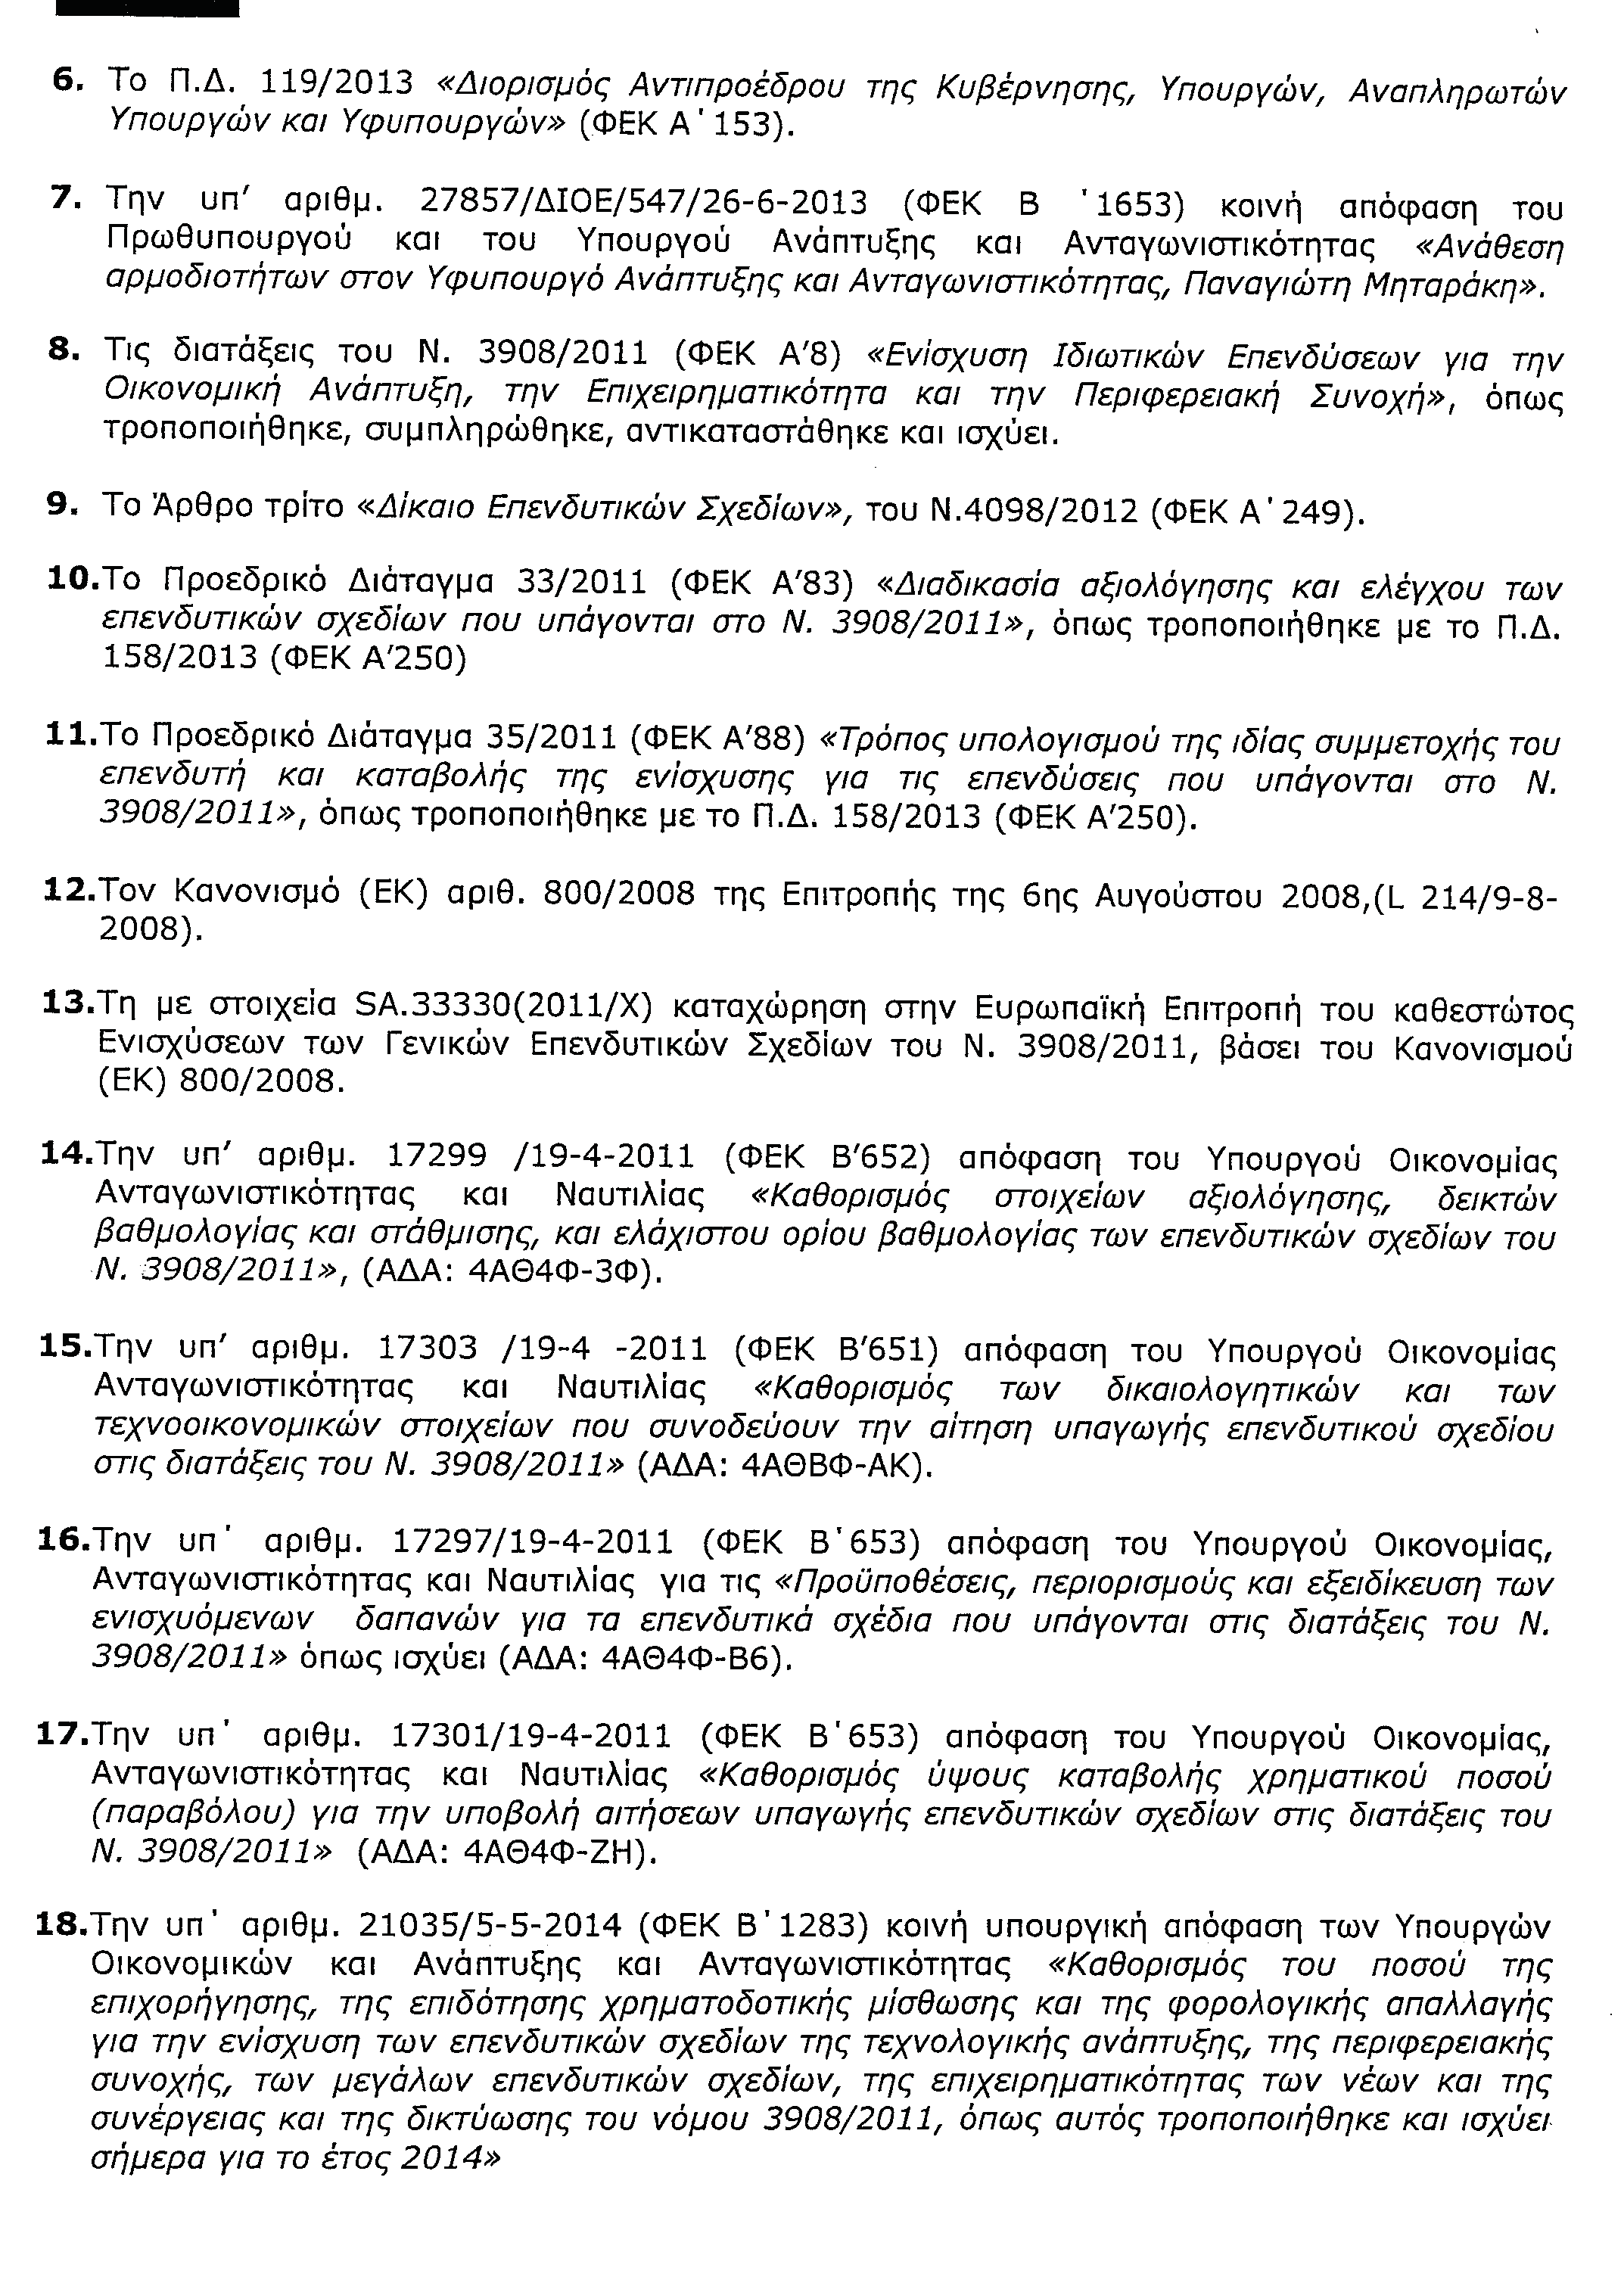 6. Το Π.Δ. 119/2013 «Διορισμός Αντιπροέδρου της Κυβέρνησης, Υπουργών, Αναπληρωτών
Υπουργών και Υφυπουργών» (ΦΕΚ Α΄ 153).
7. Την υπ' αριθμ. 27857/ΔΙΟΕ/547/26-6-2013 (ΦΕΚ Β ΄1653) κοινή απόφαση του
Πρωθυπουργού και του Υπουργού Ανάπτυξης και Ανταγωνιστικότητας «Ανάθεση
αρμοδιοτήτων στον Υφυπουργό Ανάπτυξης και Ανταγωνιστικότητας, Παναγιώτη Μηταράκη».
8. Τις διατάξεις του Ν. 3908/2011 (ΦΕΚ Α'8) «Ενίσχυση Ιδιωτικών Επενδύσεων για την
Οικονομική Ανάπτυξη, την Επιχειρηματικότητα και την Περιφερειακή Συνοχή», όπως
τροποποιήθηκε, συμπληρώθηκε, αντικαταστάθηκε και ισχύει.
9. Το Άρθρο τρίτο «Δίκαιο Επενδυτικών Σχεδίων», του Ν.4098/2012 (ΦΕΚ Α΄249).
10.Το Προεδρικό Διάταγμα 33/2011 (ΦΕΚ Α'83) «Διαδικασία αξιολόγησης και ελέγχου των
επενδυτικών σχεδίων που υπάγονται στο Ν. 3908/2011», όπως τροποποιήθηκε με το Π.Δ.
158/2013 (ΦΕΚ Α'250)
11.Το Προεδρικό Διάταγμα 35/2011 (ΦΕΚ Α'88) «Τρόπος υπολογισμού της ιδίας συμμετοχής του
επενδυτή και καταβολής της ενίσχυσης για τις επενδύσεις που υπάγονται στο Ν.
3908/2011», όπως τροποποιήθηκε με το Π.Δ. 158/2013 (ΦΕΚ Α'250).
12.Τον Κανονισμό (ΕΚ) αριθ. 800/2008 της Επιτροπής της 6ης Αυγούστου 2008,(L 214/9-8-
2008).
13.Τη με στοιχεία SA.33330(2011/X) καταχώρηση στην Ευρωπαϊκή Επιτροπή του καθεστώτος
Ενισχύσεων των Γενικών Επενδυτικών Σχεδίων του Ν. 3908/2011, βάσει του Κανονισμού
(ΕΚ) 800/2008.
14.Την υπ' αριθμ. 17299 /19-4-2011 (ΦΕΚ Β'652) απόφαση του Υπουργού Οικονομίας
Ανταγωνιστικότητας και Ναυτιλίας «Καθορισμός στοιχείων αξιολόγησης, δεικτών
βαθμολογίας και στάθμισης, και ελάχιστου ορίου βαθμολογίας των επενδυτικών σχεδίων του
Ν. 3908/2011», (ΑΔΑ: 4ΑΘ4Φ-3Φ).
15.Την υπ' αριθμ. 17303 /19-4 -2011 (ΦΕΚ Β'651) απόφαση του Υπουργού Οικονομίας
Ανταγωνιστικότητας και Ναυτιλίας «Καθορισμός των δικαιολογητικών και των
τεχνοοικονομικών στοιχείων που συνοδεύουν την αίτηση υπαγωγής επενδυτικού σχεδίου
στις διατάξεις του Ν. 3908/2011» (ΑΔΑ: 4ΑΘΒΦ-ΑΚ).
16.Την υπ΄ αριθμ. 17297/19-4-2011 (ΦΕΚ Β΄653) απόφαση του Υπουργού Οικονομίας,
Ανταγωνιστικότητας και Ναυτιλίας για τις «Προϋποθέσεις, περιορισμούς και εξειδίκευση των
ενισχυόμενων δαπανών για τα επενδυτικά σχέδια που υπάγονται στις διατάξεις του Ν.
3908/2011» όπως ισχύει (ΑΔΑ: 4ΑΘ4Φ-Β6).
17.Την υπ΄ αριθμ. 17301/19-4-2011 (ΦΕΚ Β΄653) απόφαση του Υπουργού Οικονομίας,
Ανταγωνιστικότητας και Ναυτιλίας «Καθορισμός ύψους καταβολής χρηματικού ποσού
(παραβόλου) για την υποβολή αιτήσεων υπαγωγής επενδυτικών σχεδίων στις διατάξεις του
Ν. 3908/2011» (ΑΔΑ: 4ΑΘ4Φ-ΖΗ).
18.Την υπ΄ αριθμ. 21035/5-5-2014 (ΦΕΚ Β΄1283) κοινή υπουργική απόφαση των Υπουργών
Οικονομικών και Ανάπτυξης και Ανταγωνιστικότητας «Καθορισμός του ποσού της
επιχορήγησης, της επιδότησης χρηματοδοτικής μίσθωσης και της φορολογικής απαλλαγής
για την ενίσχυση των επενδυτικών σχεδίων της τεχνολογικής ανάπτυξης, της περιφερειακής
συνοχής, των μεγάλων επενδυτικών σχεδίων, της επιχειρηματικότητας των νέων και της
συνέργειας και της δικτύωσης του νόμου 3908/2011, όπως αυτός τροποποιήθηκε και ισχύει
σήμερα για το έτος 2014»